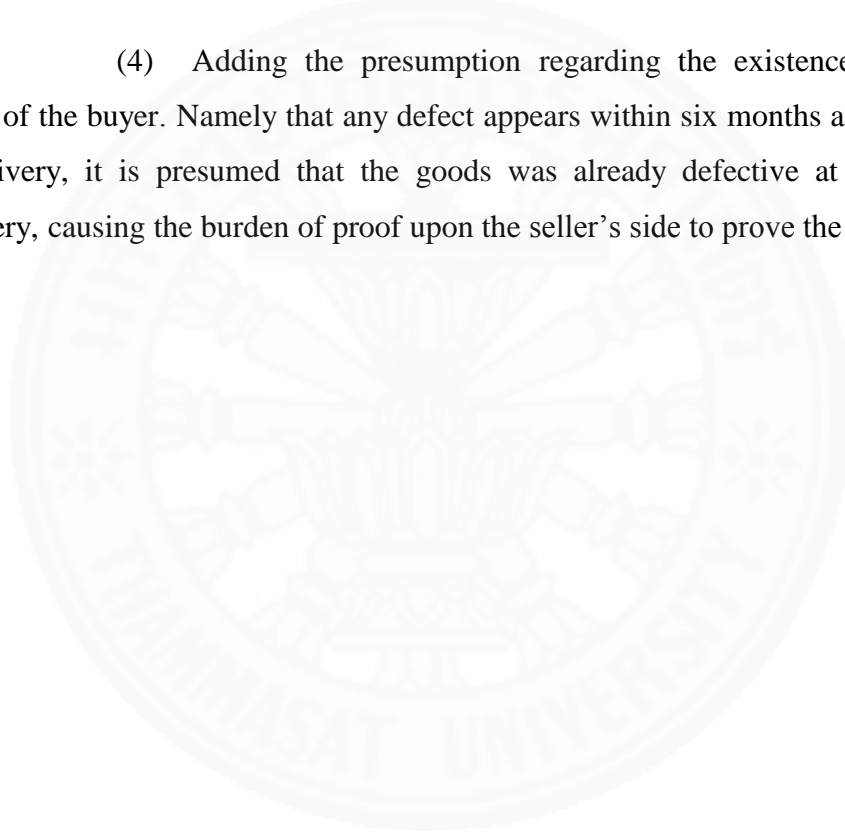 (4) Adding the presumption regarding the existence
of the buyer. Namely that any defect appears within six months a
ivery, it is presumed that the goods was already defective at
ery, causing the burden of proof upon the seller’s side to prove the
THAMMASAT UNIVERSITY